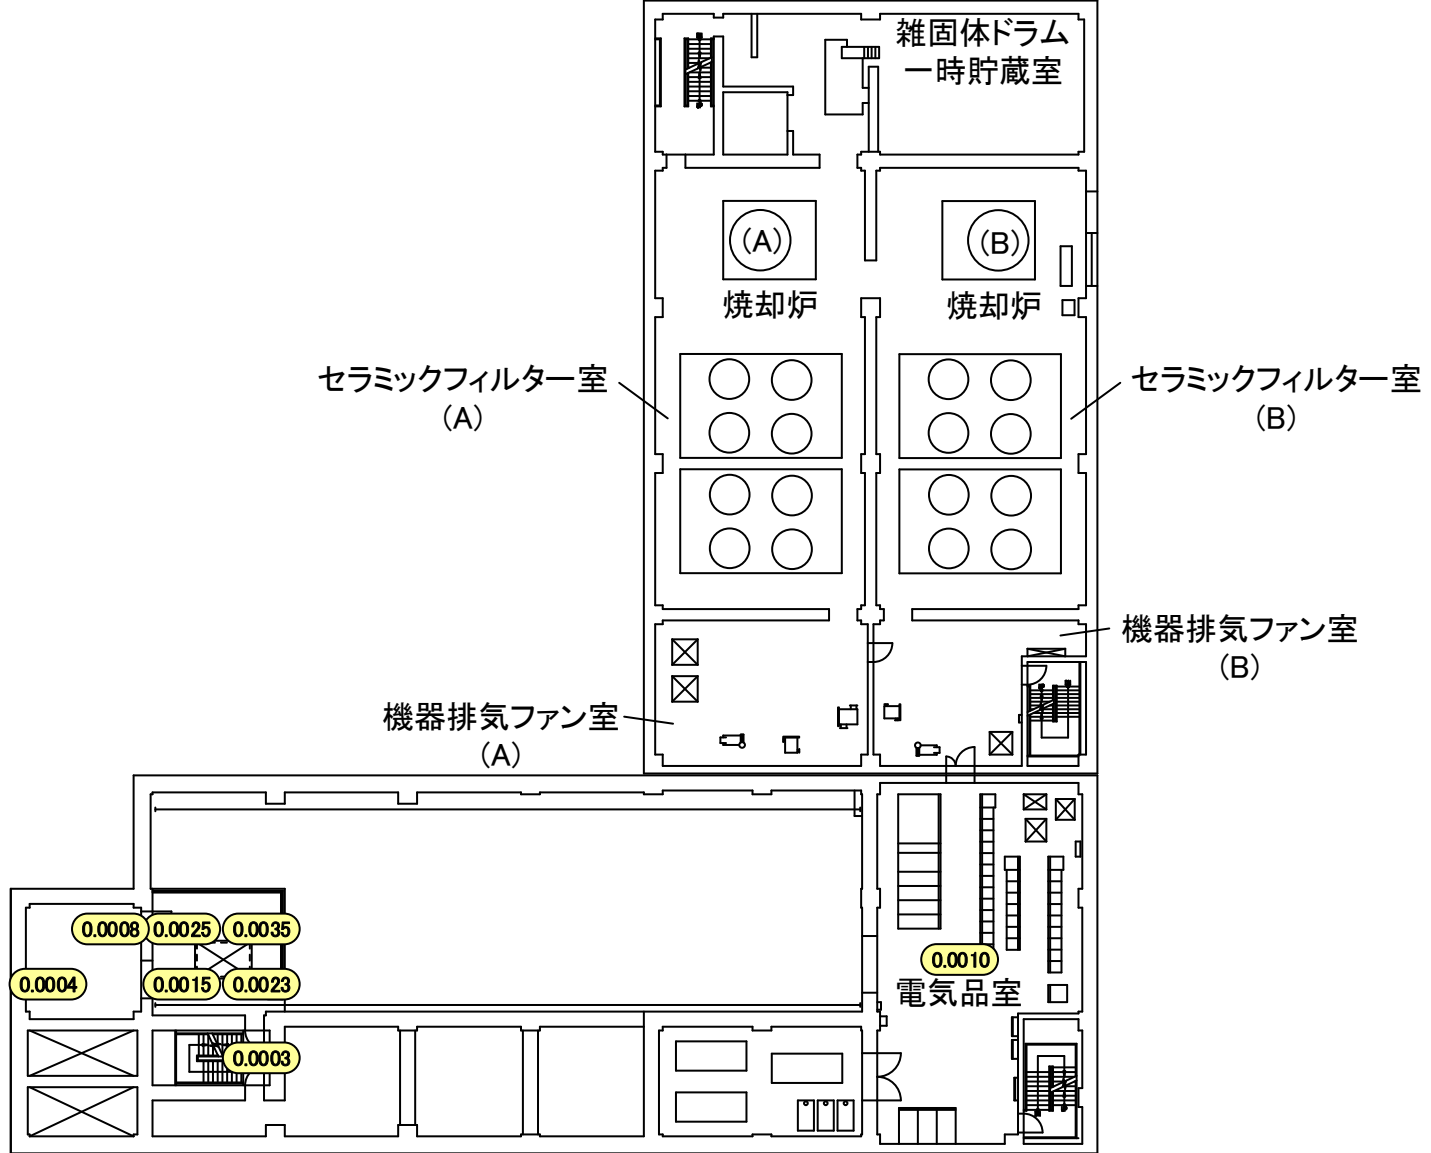 雑固体ドラム
一時貯蔵室
(A)
(B)
焼却炉
焼却炉
セラミックフィルター室
(A)
セラミックフィルター室
(B)
機器排気ファン室
(B)
機器排気ファン室
(A)
0.0008
0.0025
0.0035
0.0010
0.0004
0.0015
0.0023
電気品室
0.0003